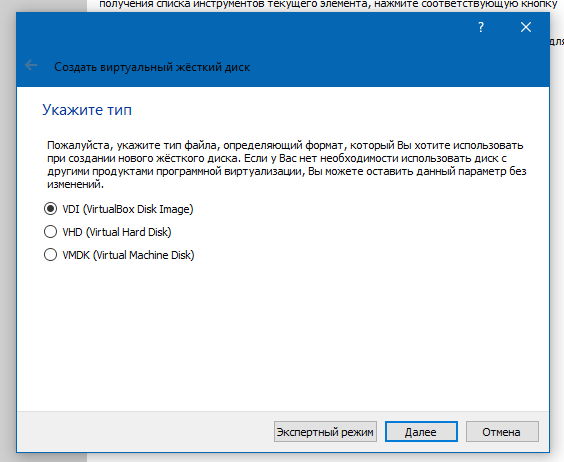 получения списка инструментов текущего элемента, нажмите соответствующую кнопку
?
для
Создать виртуальный жёсткий диск
Укажите тип
Пожалуйста, укажите тип файла, определяющий формат, который Вы хотите использовать
при создании нового жёсткого диска. Если у Вас нет необходимости использовать диск с
другими продуктами программной виртуализации, Вы можете оставить данный параметр без
изменений.
VDI (VirtualBox Disk Image)
VHD (Virtual Hard Disk)
VMDK (Virtual Machine Disk)
Экспертный режим
Далее
Отмена